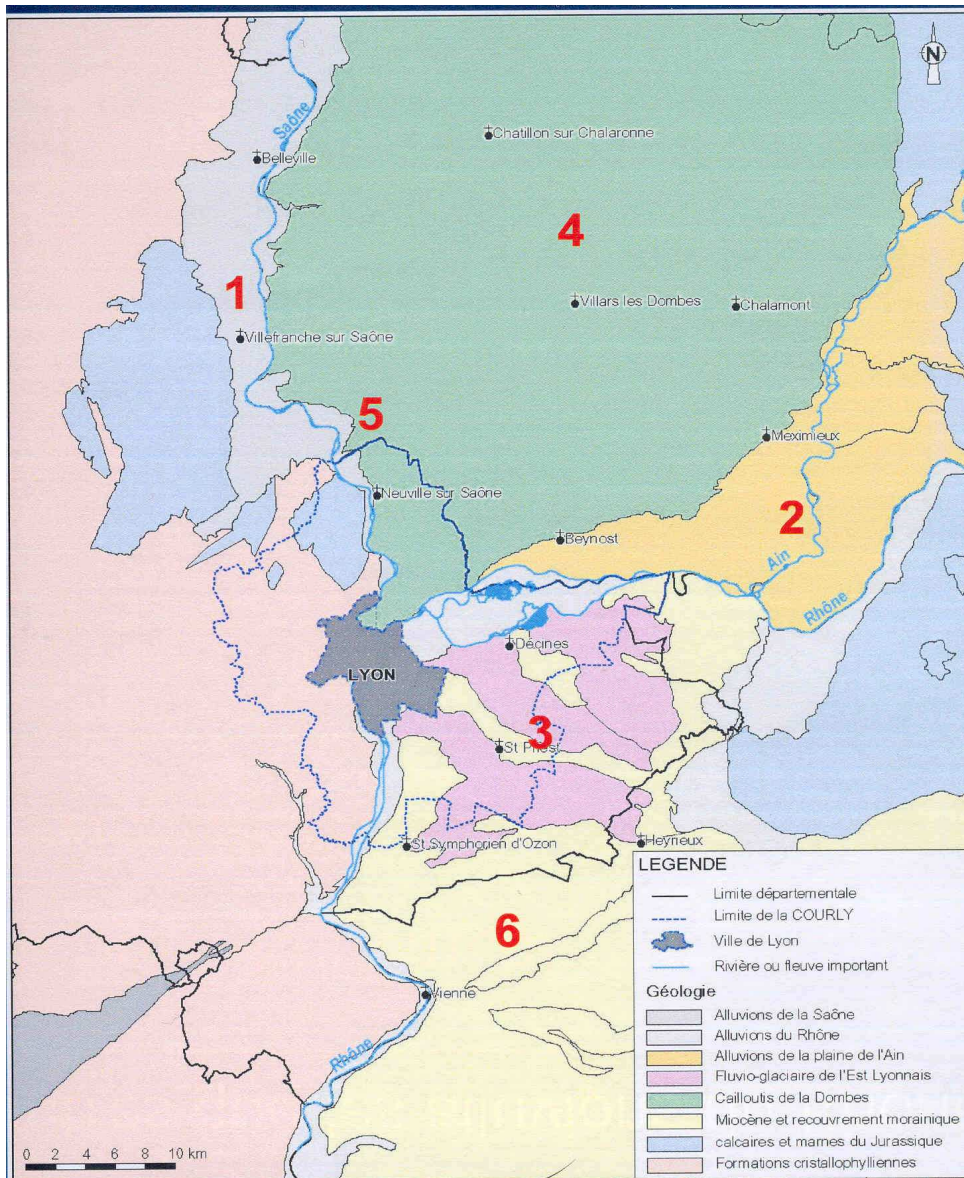 N
Saône
Chatillon sur Chalaronne
Belleville
4
1
Villars les Dombes
Chalamont
Villefranche sur Saône
5
Meximieux
Neuville sur Saône
2
Beynost
Ain
Rhône
Décines
LYON
3
St Priest
St Symphorien d'Ozon
Heyrieux
6
Vienne
Rhône
0 2 4 6 8 10 km
LEGENDE
Limite départementale
Limite de la COURLY
Ville de Lyon
Rivière ou fleuve important
Géologie
Alluvions de la Saône
Alluvions du Rhône
Alluvions de la plaine de l'Ain
Fluvio-glaciaire de l'Est Lyonnais
Cailloutis de la Dombes
Miocène et recouvrement morainique
calcaires et marnes du Jurassique
Formations cristallophylliennes